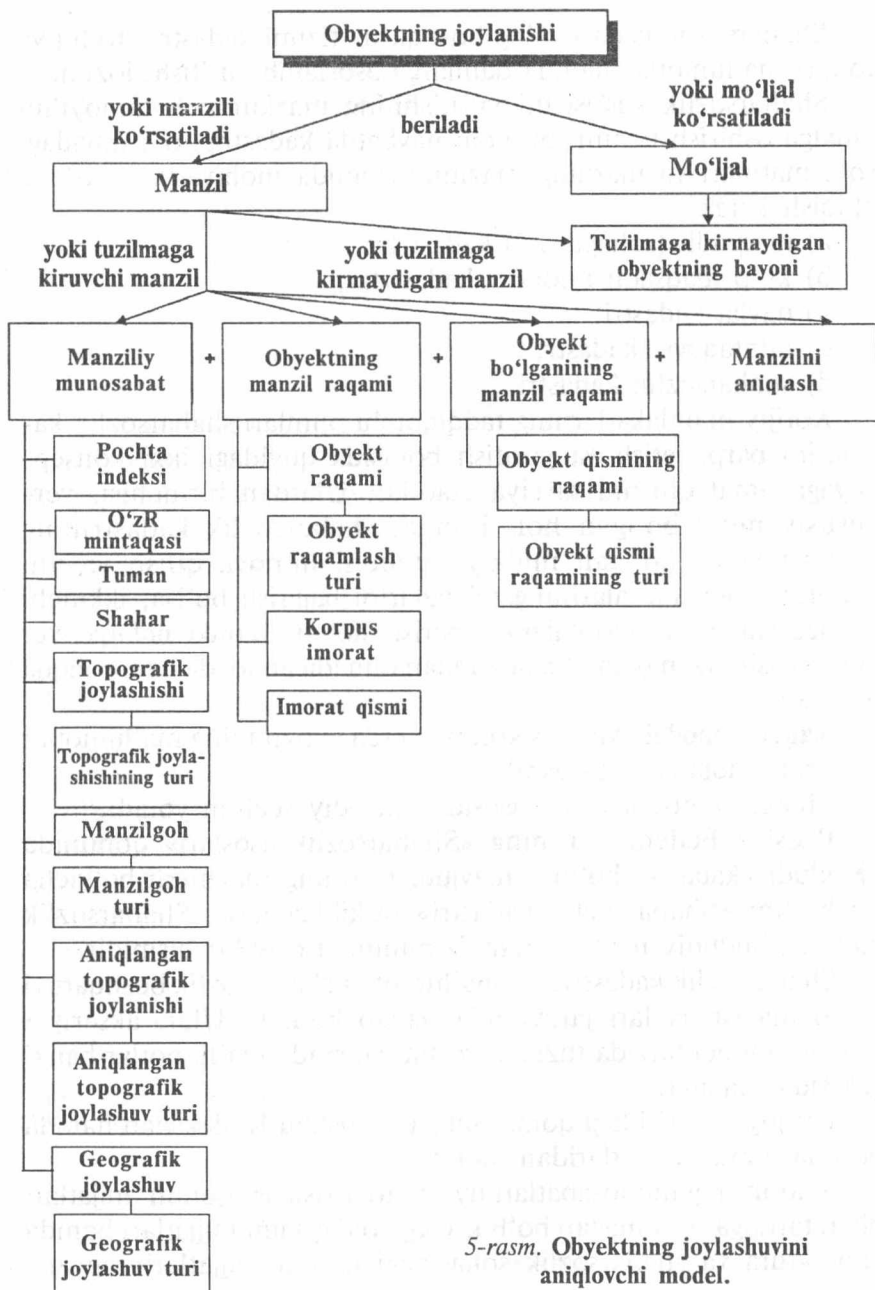 Obyektning joylanishi
yoki manzili
ko‘rsatiladi
beriladi
yoki mo‘ljal
ko‘rsatiladi
Manzil
Mo‘ljal
yoki tuzilmaga
kiruvchi manzil
yoki tuzilmaga
kirmaydigan manzil
Tuzilmaga kirmaydigan
obyektning bayoni
Manziliy
munosabat
+
Obyektning
manzil raqami
+
Obyekt
bo‘lganining
manzil raqami
+
Manzilni
aniqlash
Pochta
indeksi
O‘zR
mintaqasi
Tuman
Shahar
Topografik
joylashishi
Topografik joyla-
shishining turi
Manzilgoh
Manzilgoh
turi
Aniqlangan
topografik
joylanishi
Aniqlangan
topografik
joylashuv turi
Geografik
joylashuv
Geografik
joylashuv turi
Obyekt
raqami
Obyekt
raqamlash
turi
Korpus
imorat
Imorat qismi
Obyekt qismining
raqami
Obyekt qismi
raqamining turi
5-rasm. Obyektning joylashuvini
aniqlovchi model.